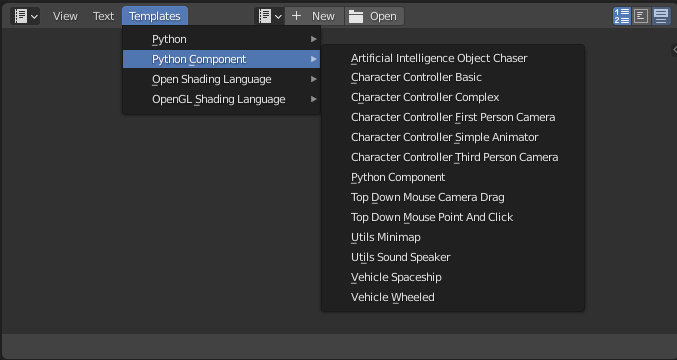 View Text Templates New Open
Python
Python Component
Open Shading Language
OpenGL Shading Language
Artificial Intelligence Object Chaser
Character Controller Basic
Character Controller Complex
Character Controller First Person Camera
Character Controller Simple Animator
Character Controller Third Person Camera
Python Component
Top Down Mouse Camera Drag
Top Down Mouse Point And Click
Utils Minimap
Utils Sound Speaker
Vehicle Spaceship
Vehicle Wheeled